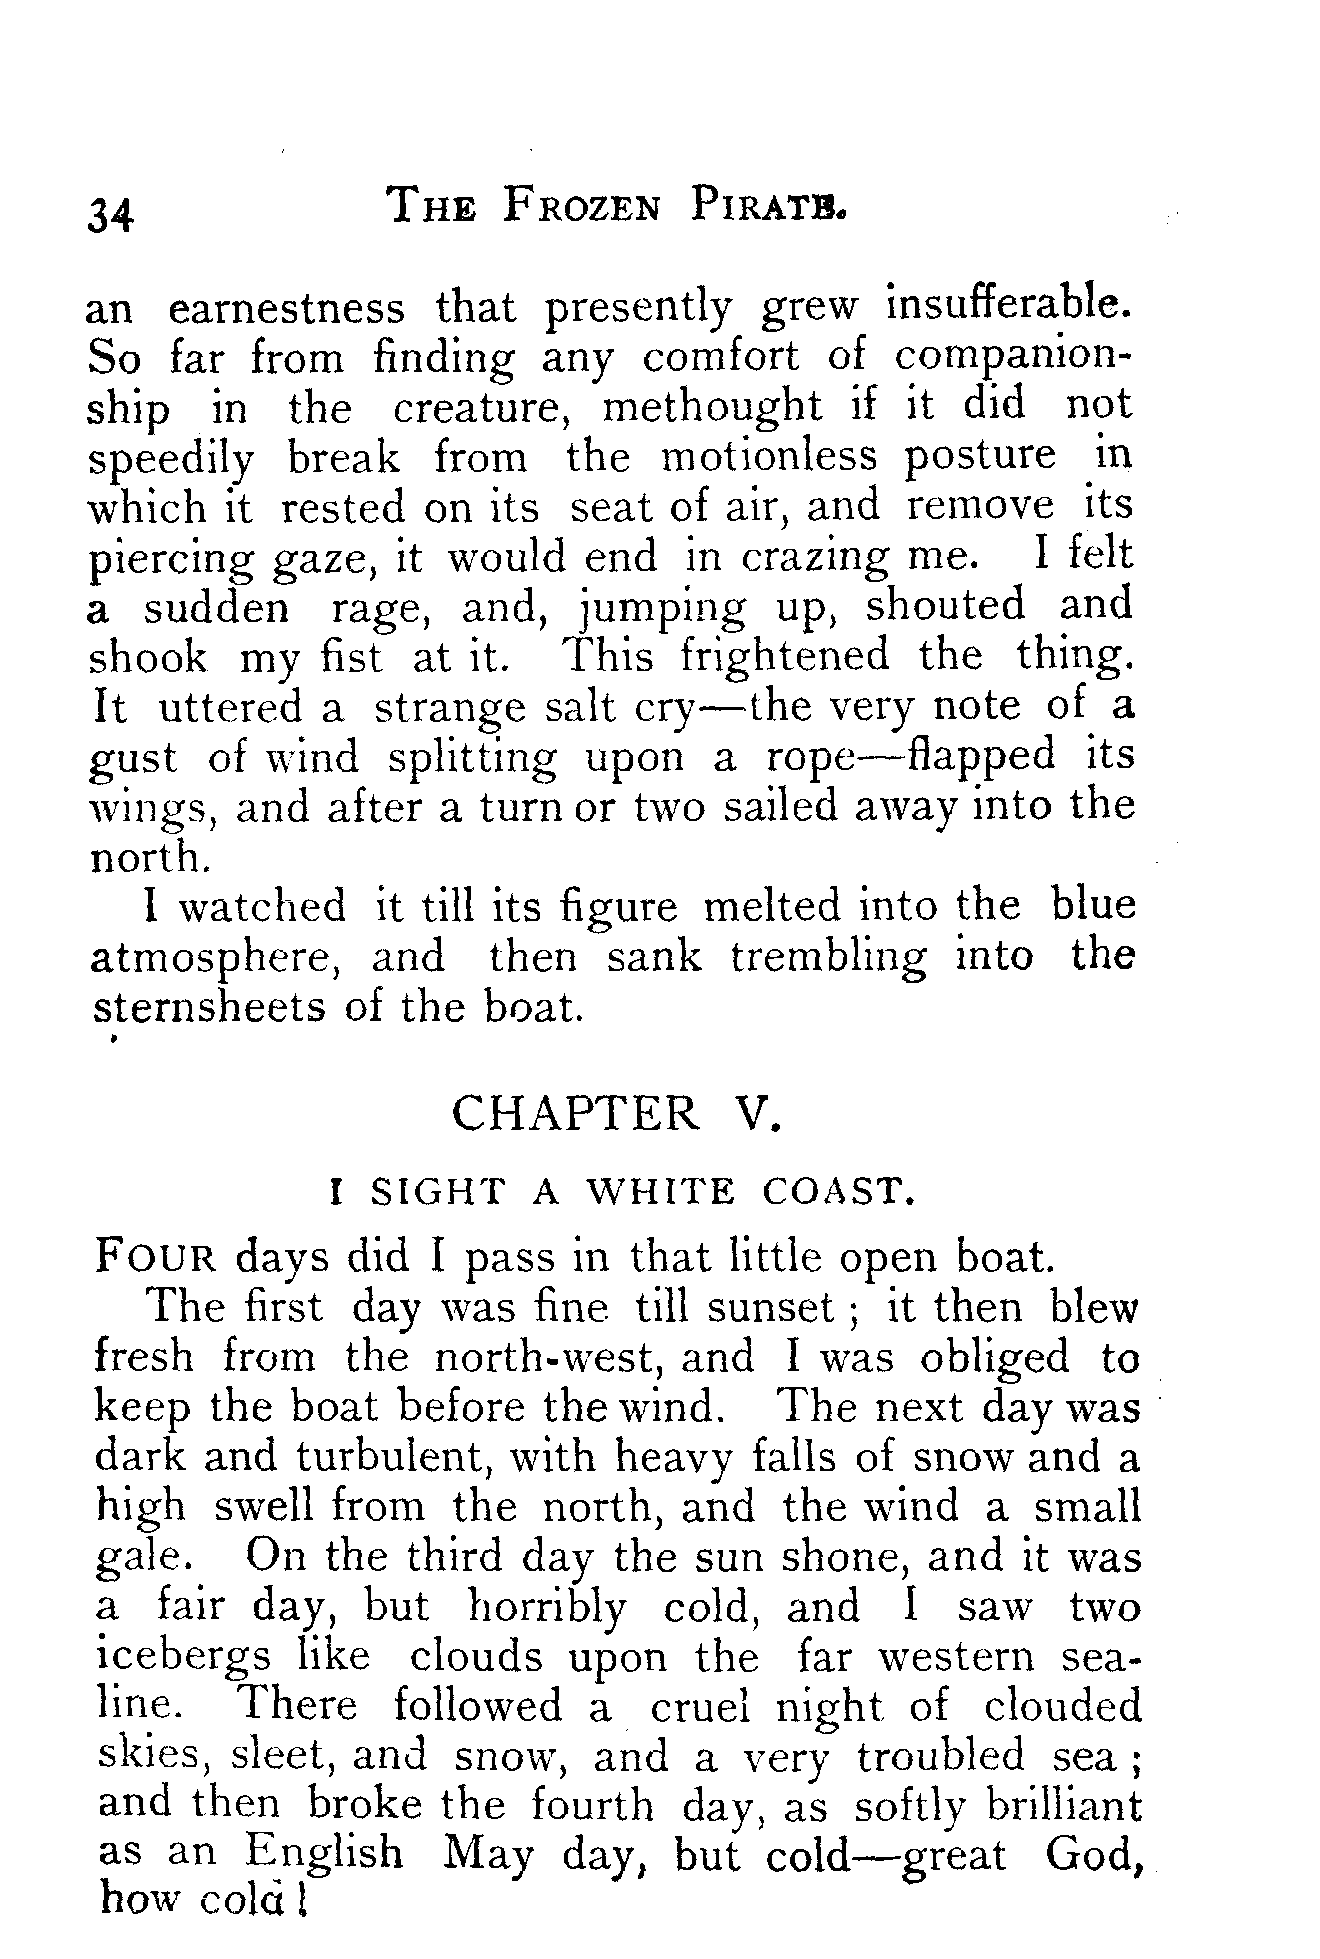 34 THE FROZEN PIRATE.
an earnestness that presently grew insufferable.
So far from finding any comfort of companion-
ship in the creature, methought if it did not
speedily break from the motionless posture in
which it rested on its seat of air, and remove its
piercing gaze, it would end in crazing me. I felt
a sudden rage, and, jumping up, shouted and
shook my fist at it. This frightened the thing.
It uttered a strange salt cry—the very note of a
gust of wind splitting upon a rope—flapped its
wings, and after a turn or two sailed away into the
north.
I watched it till its figure melted into the blue
atmosphere, and then sank trembling into the
sternsheets of the boat.
CHAPTER V.
I SIGHT A WHITE COAST.
FOUR days did I pass in that little open boat.
The first day was fine till sunset ; it then blew
fresh from the north-west, and I was obliged to
keep the boat before the wind. The next day was
dark and turbulent, with heavy falls of snow and a
high swell from the north, and the wind a small
gale. On the third day the sun shone, and it was
a fair day, but horribly cold, and I saw two
icebergs like clouds upon the far western sea-
line. There followed a cruel night of clouded
skies, sleet, and snow, and a very troubled sea ;
and then broke the fourth day, as softly brilliant
as an English May day, but cold—great God,
how cold !